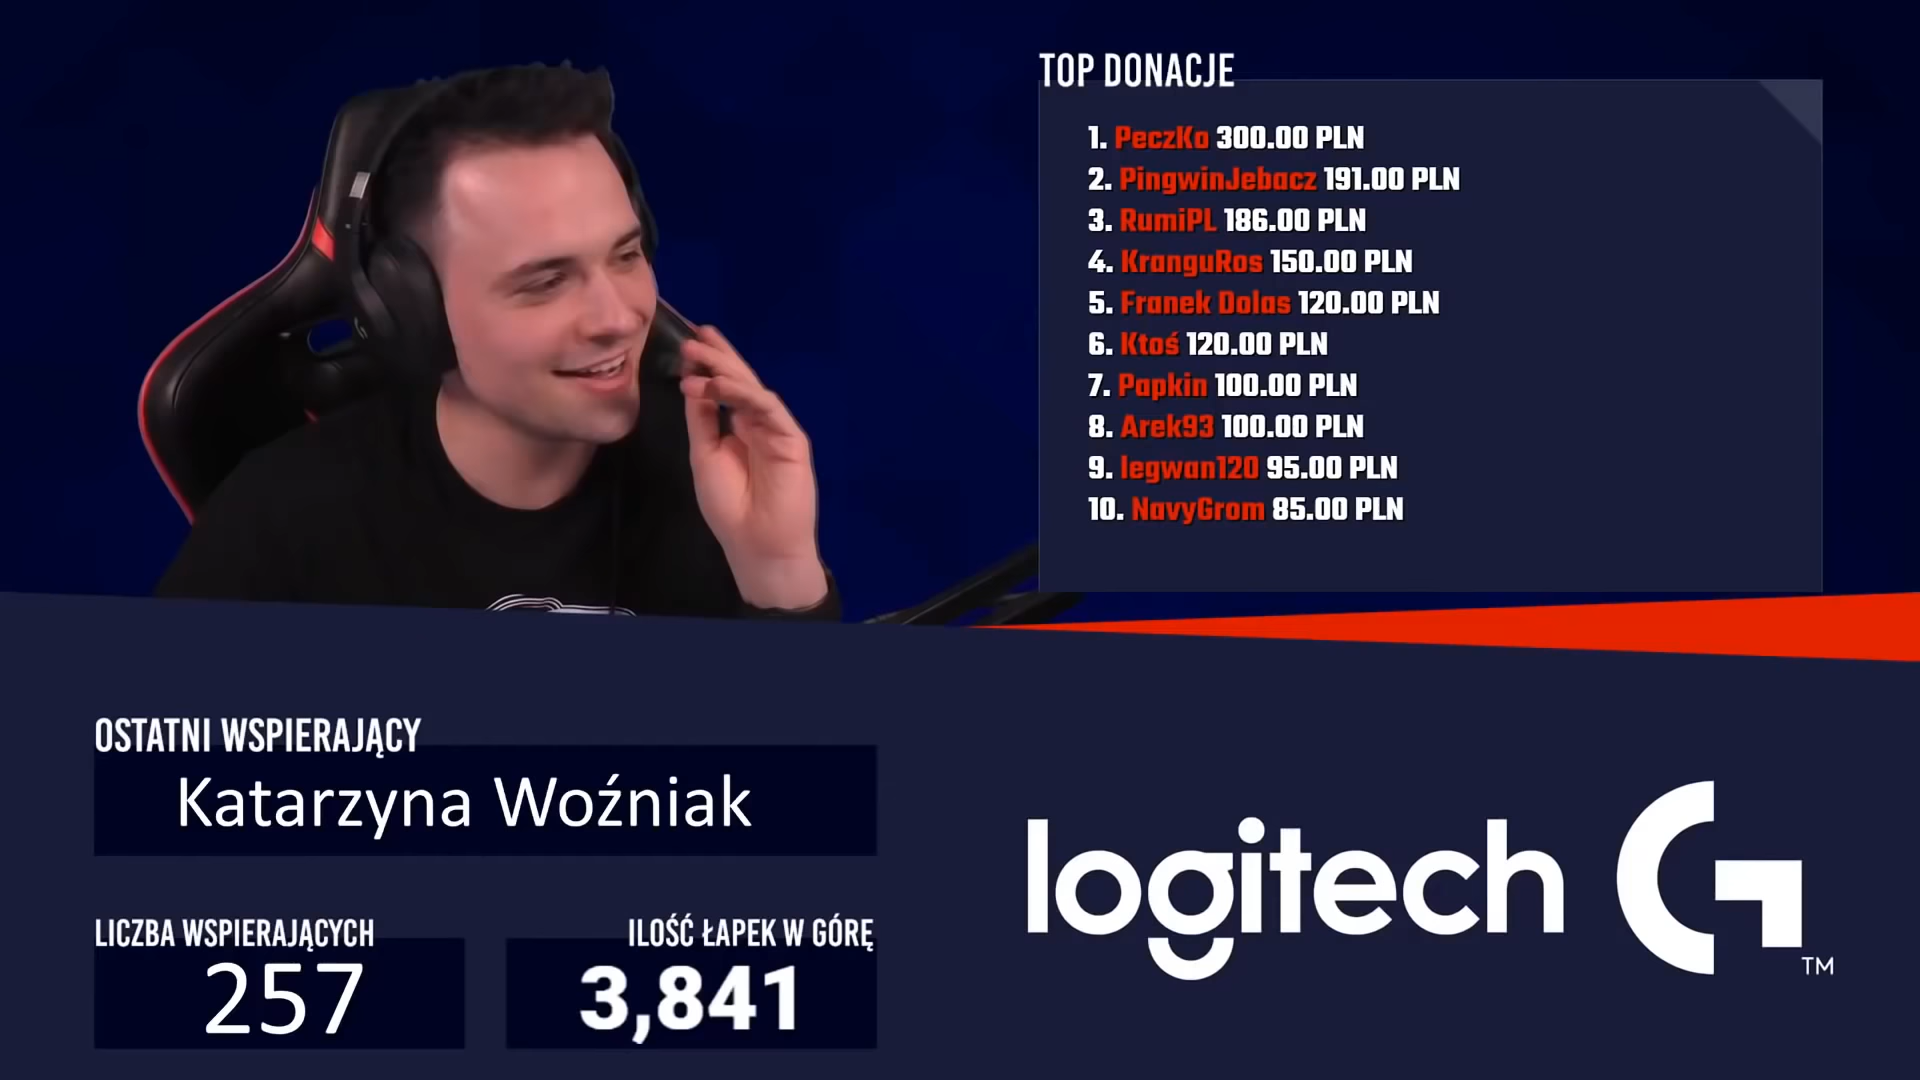 TOP DONACJE
1. PeczKo 300.00 PLN
2. PingwinJebacz 191.00 PLN
3. RumiPL 186.00 PLN
4. KranguRos 150.00 PLN
5. Franek Dolas 120.00 PLN
6. Ktoś 120.00 PLN
7. Papkin 100.00 PLN
8. Arek93 100.00 PLN
9. legwan120 95.00 PLN
10. NavyGrom 85.00 PLN
OSTATNI WSPIERAJĄCY
Katarzyna Woźniak
LICZBA WSPIERAJĄCYCH
257
ILOŚĆ ŁAPEK W GÓRĘ
3,841
logitech G TM